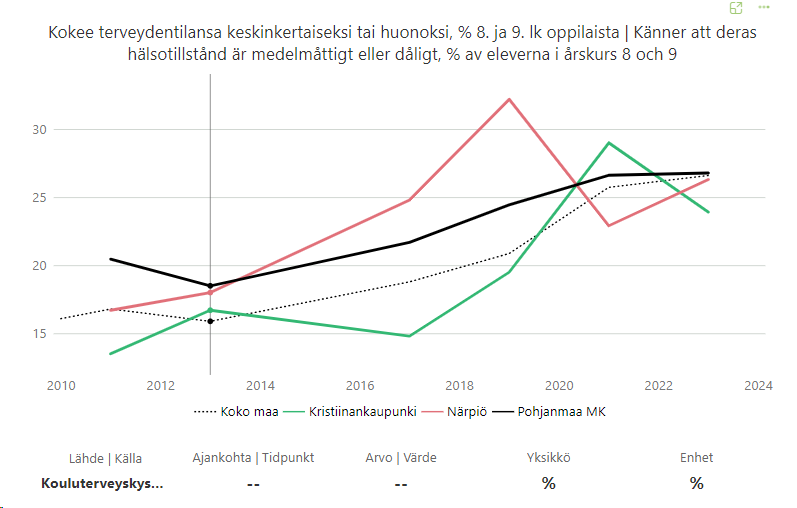 Kokee terveydentilansa keskinkertaiseksi tai huonoksi, % 8. ja 9. lk oppilaista | Känner att deras
hälsotillstånd är medelmåttigt eller dåligt, % av eleverna i årskurs 8 och 9
30
25
20
15
2010 2012 2014 2016 2018 2020 2022 2024
Koko maa Kristiinankaupunki Närpiö Pohjanmaa MK
Lähde | Källa Ajankohta | Tidpunkt Arvo | Värde Yksikkö Enhet
Kouluterveyskys... -- -- % %